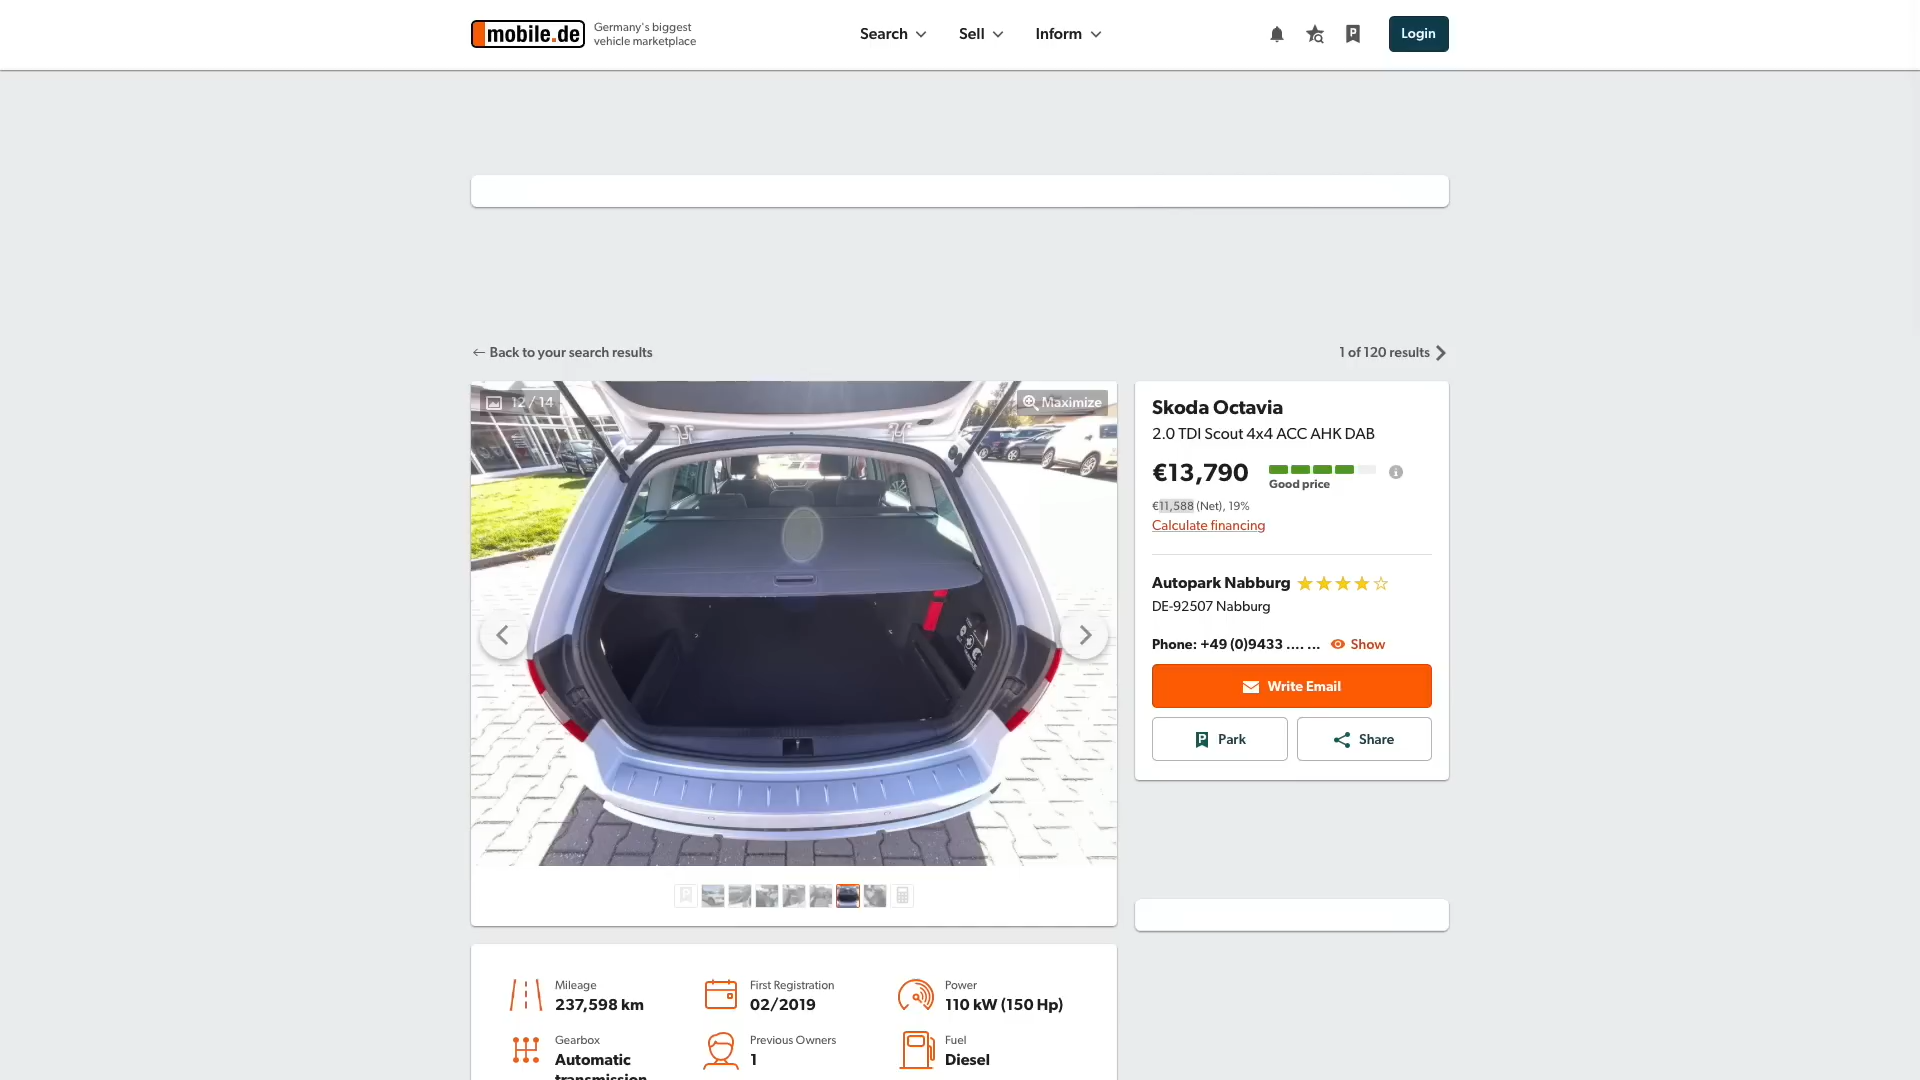 mobile.de
Germany's biggest
vehicle marketplace
Search
Sell
Inform
Login
Back to your search results
1 of 120 results
12 / 14
Maximize
Skoda Octavia
2.0 TDI Scout 4x4 ACC AHK DAB
€13,790
Good price
€11,588 (Net), 19%
Calculate financing
Autopark Nabburg
DE-92507 Nabburg
Phone: +49 (0)9433 .... ...
Show
Write Email
Park
Share
Mileage
237,598 km
First Registration
02/2019
Power
110 kW (150 Hp)
Gearbox
Automatic
transmission
Previous Owners
1
Fuel
Diesel